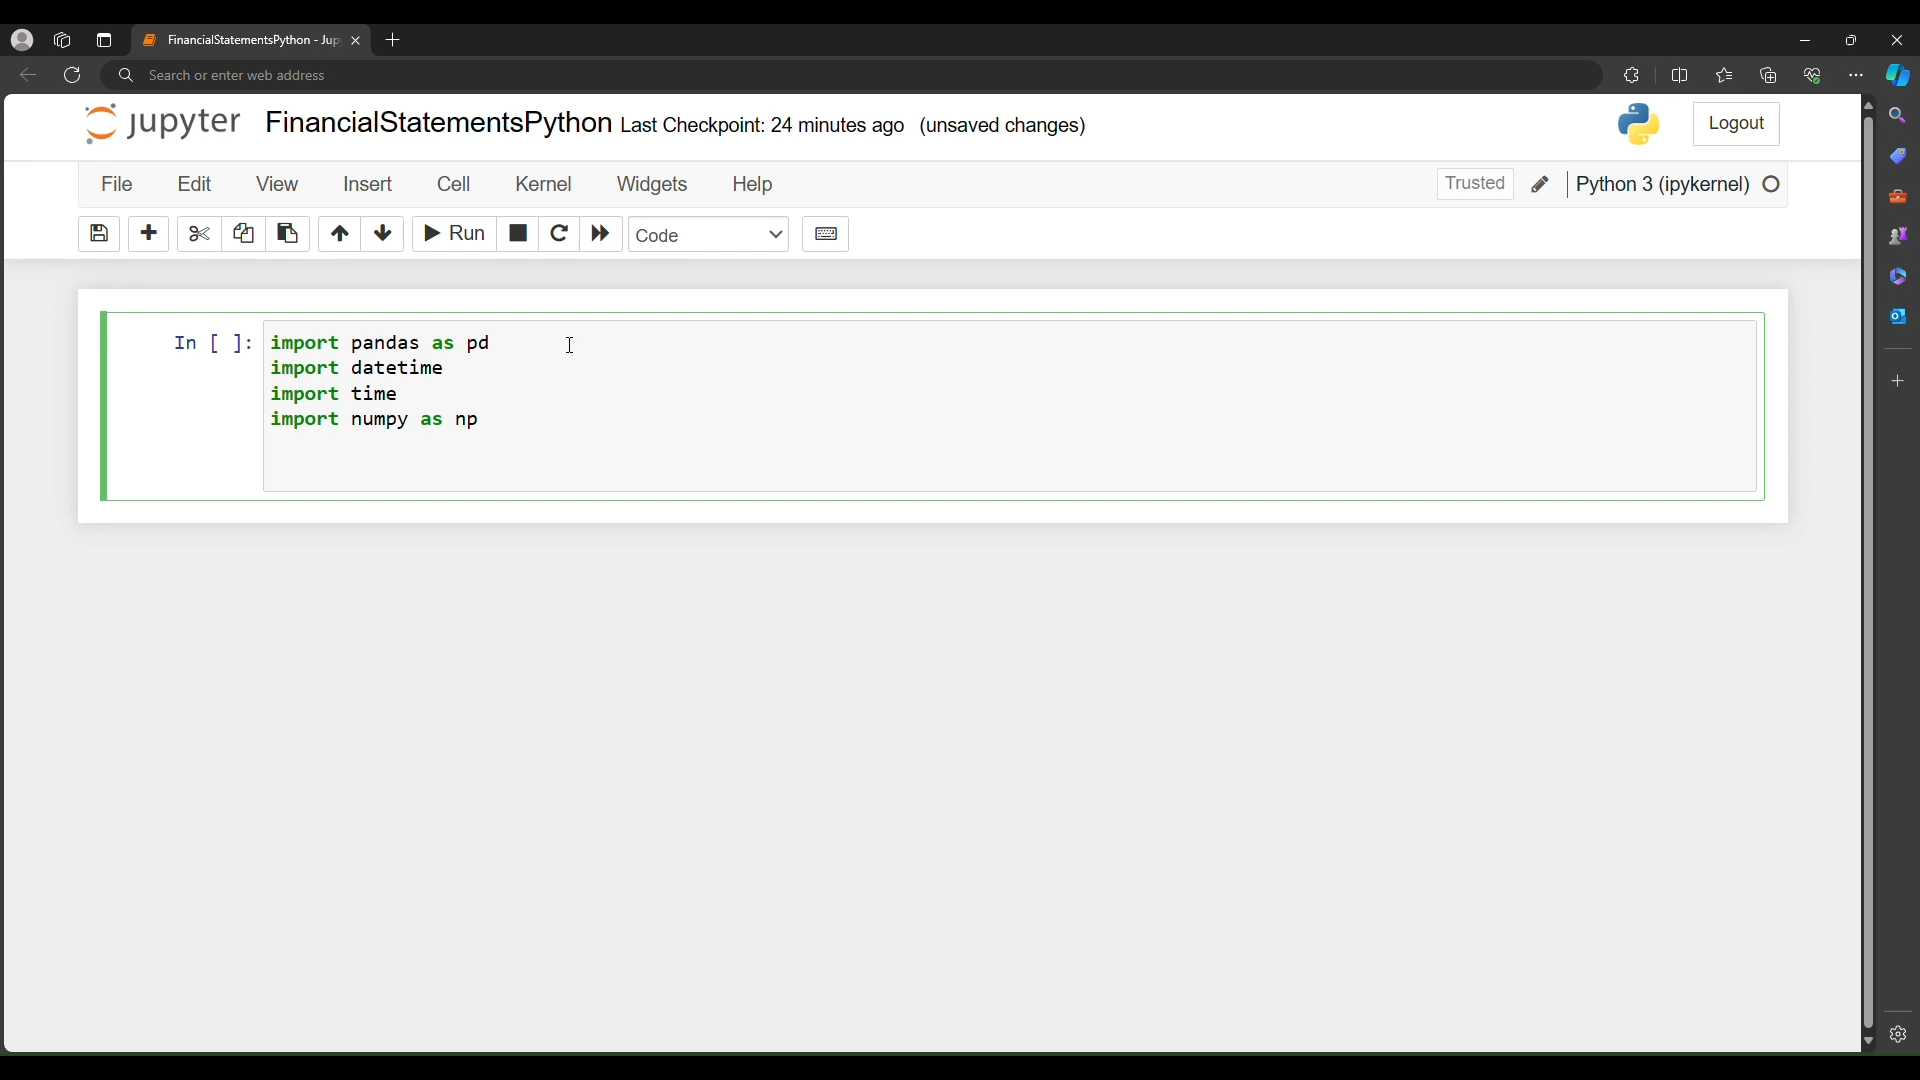 FinancialStatementsPython - Jup
Search or enter web address
jupyter FinancialStatementsPython Last Checkpoint: 24 minutes ago (unsaved changes)
Logout
File Edit View Insert Cell Kernel Widgets Help
Trusted Python 3 (ipykernel)
Run Code
In [ ]: import pandas as pd
import datetime
import time
import numpy as np